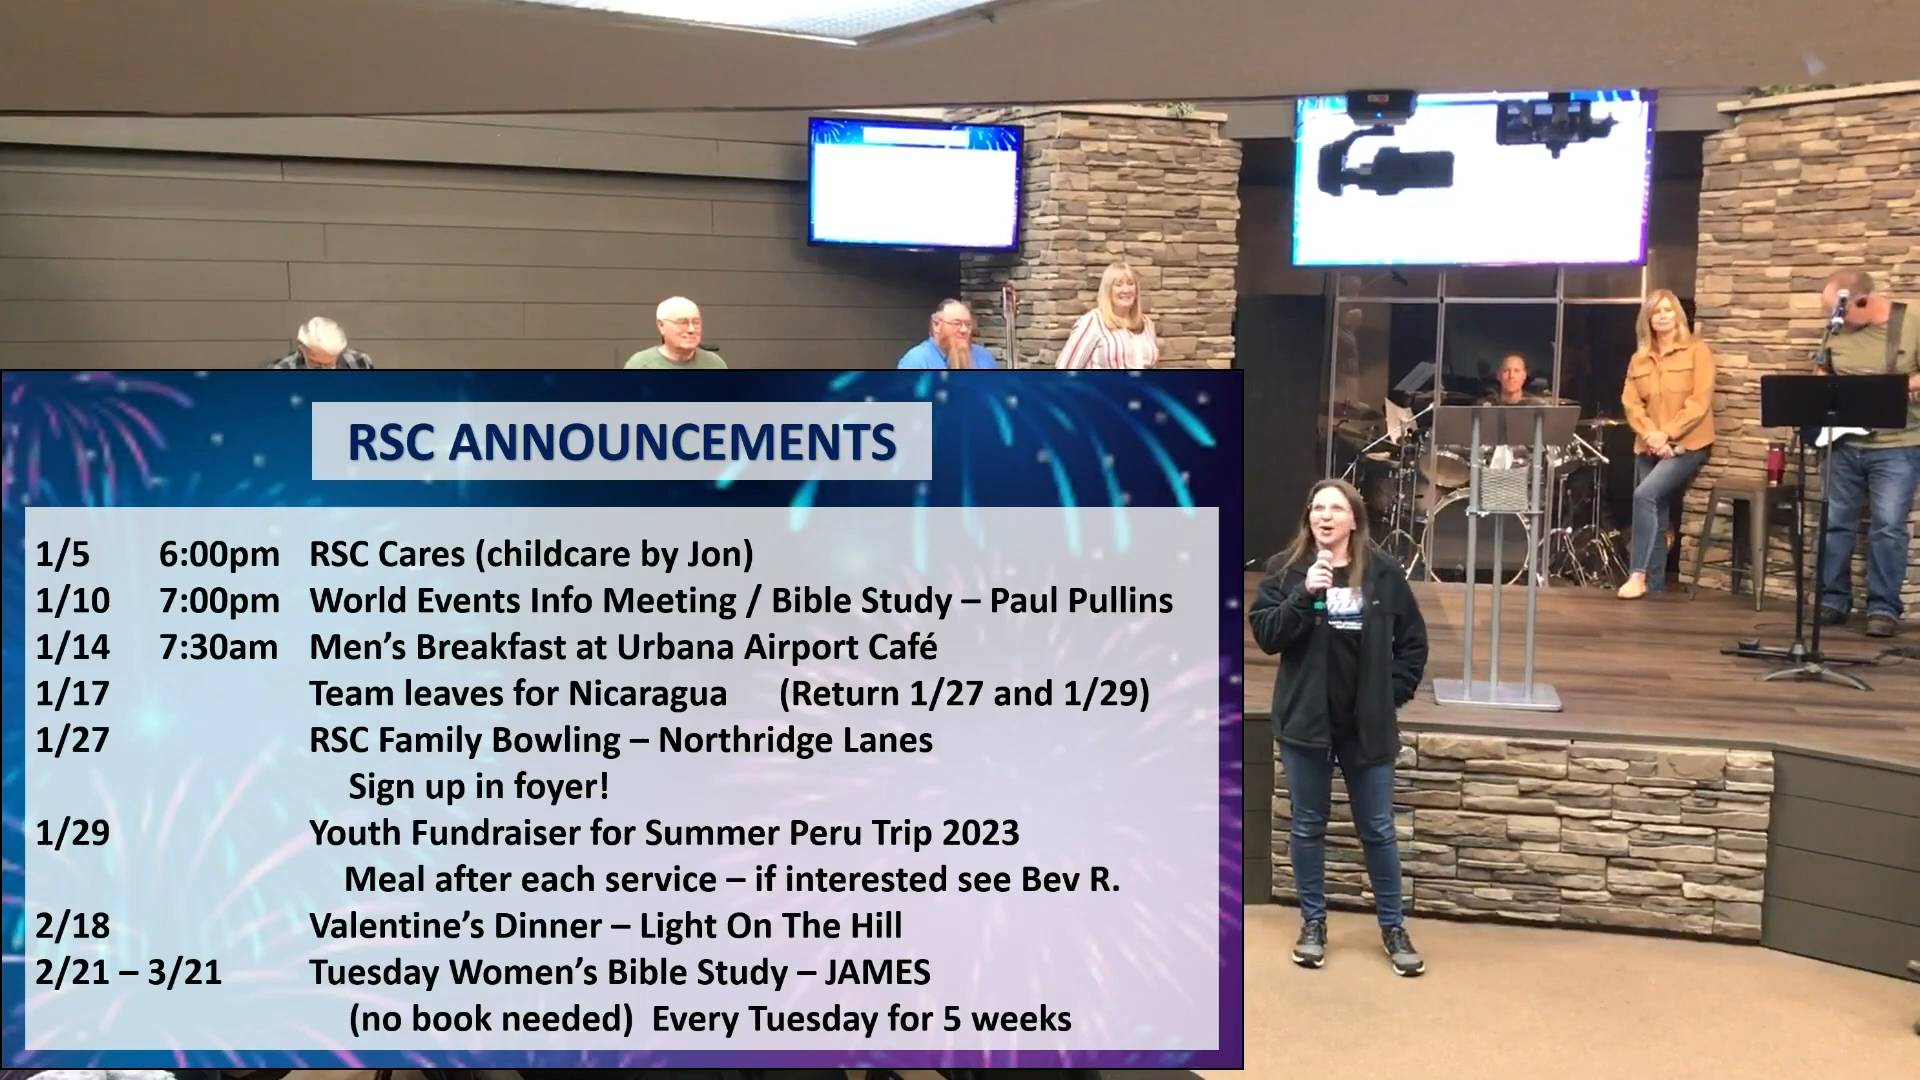 RSC ANNOUNCEMENTS
1/5 6:00pm RSC Cares (childcare by Jon)
1/10 7:00pm World Events Info Meeting / Bible Study – Paul Pullins
1/14 7:30am Men's Breakfast at Urbana Airport Café
1/17 Team leaves for Nicaragua (Return 1/27 and 1/29)
1/27 RSC Family Bowling – Northridge Lanes
Sign up in foyer!
1/29 Youth Fundraiser for Summer Peru Trip 2023
Meal after each service – if interested see Bev R.
2/18 Valentine's Dinner – Light On The Hill
2/21 – 3/21 Tuesday Women's Bible Study – JAMES
(no book needed) Every Tuesday for 5 weeks